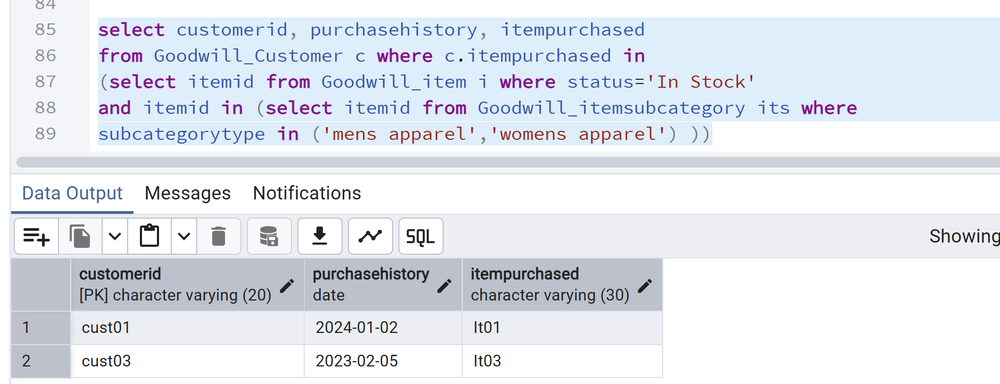 84
85 select customerid, purchasehistory, itempurchased
86 from Goodwill_Customer c where c.itempurchased in
87 (select itemid from Goodwill_item i where status='In Stock'
88 and itemid in (select itemid from Goodwill_itemsubcategory its where
89 subcategorytype in ('mens apparel','womens apparel') ))
Data Output Messages Notifications
SQL Showing
customerid purchasehistory itempurchased
[PK] character varying (20) date character varying (30)
1 cust01 2024-01-02 It01
2 cust03 2023-02-05 It03